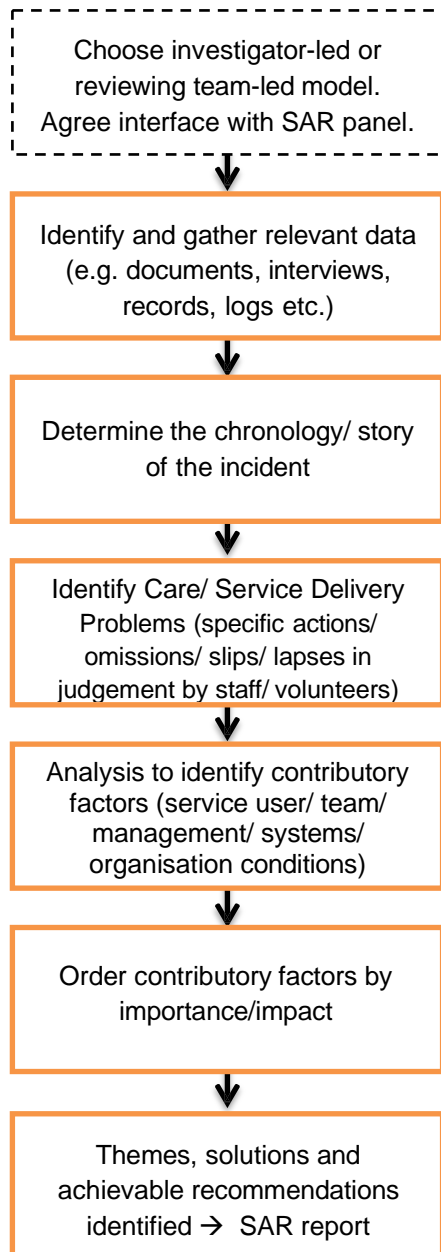 Choose investigator-led or
reviewing team-led model.
Agree interface with SAR panel.
Identify and gather relevant data
(e.g. documents, interviews,
records, logs etc.)
Determine the chronology/ story
of the incident
Identify Care/ Service Delivery
Problems (specific actions/
omissions/ slips/ lapses in
judgement by staff/ volunteers)
Analysis to identify contributory
factors (service user/ team/
management/ systems/
organisation conditions)
Order contributory factors by
importance/impact
Themes, solutions and
achievable recommendations
identified → SAR report